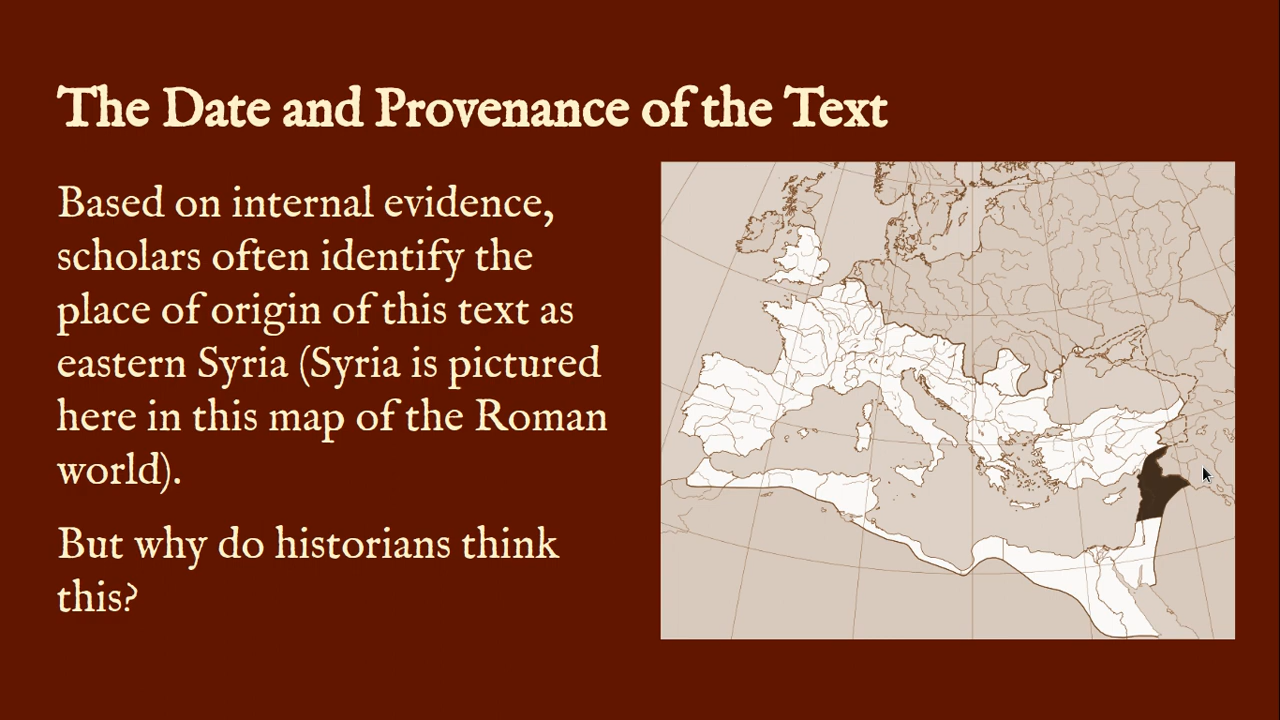 The Date and Provenance of the Text
Based on internal evidence,
scholars often identify the
place of origin of this text as
eastern Syria (Syria is pictured
here in this map of the Roman
world).
But why do historians think
this?